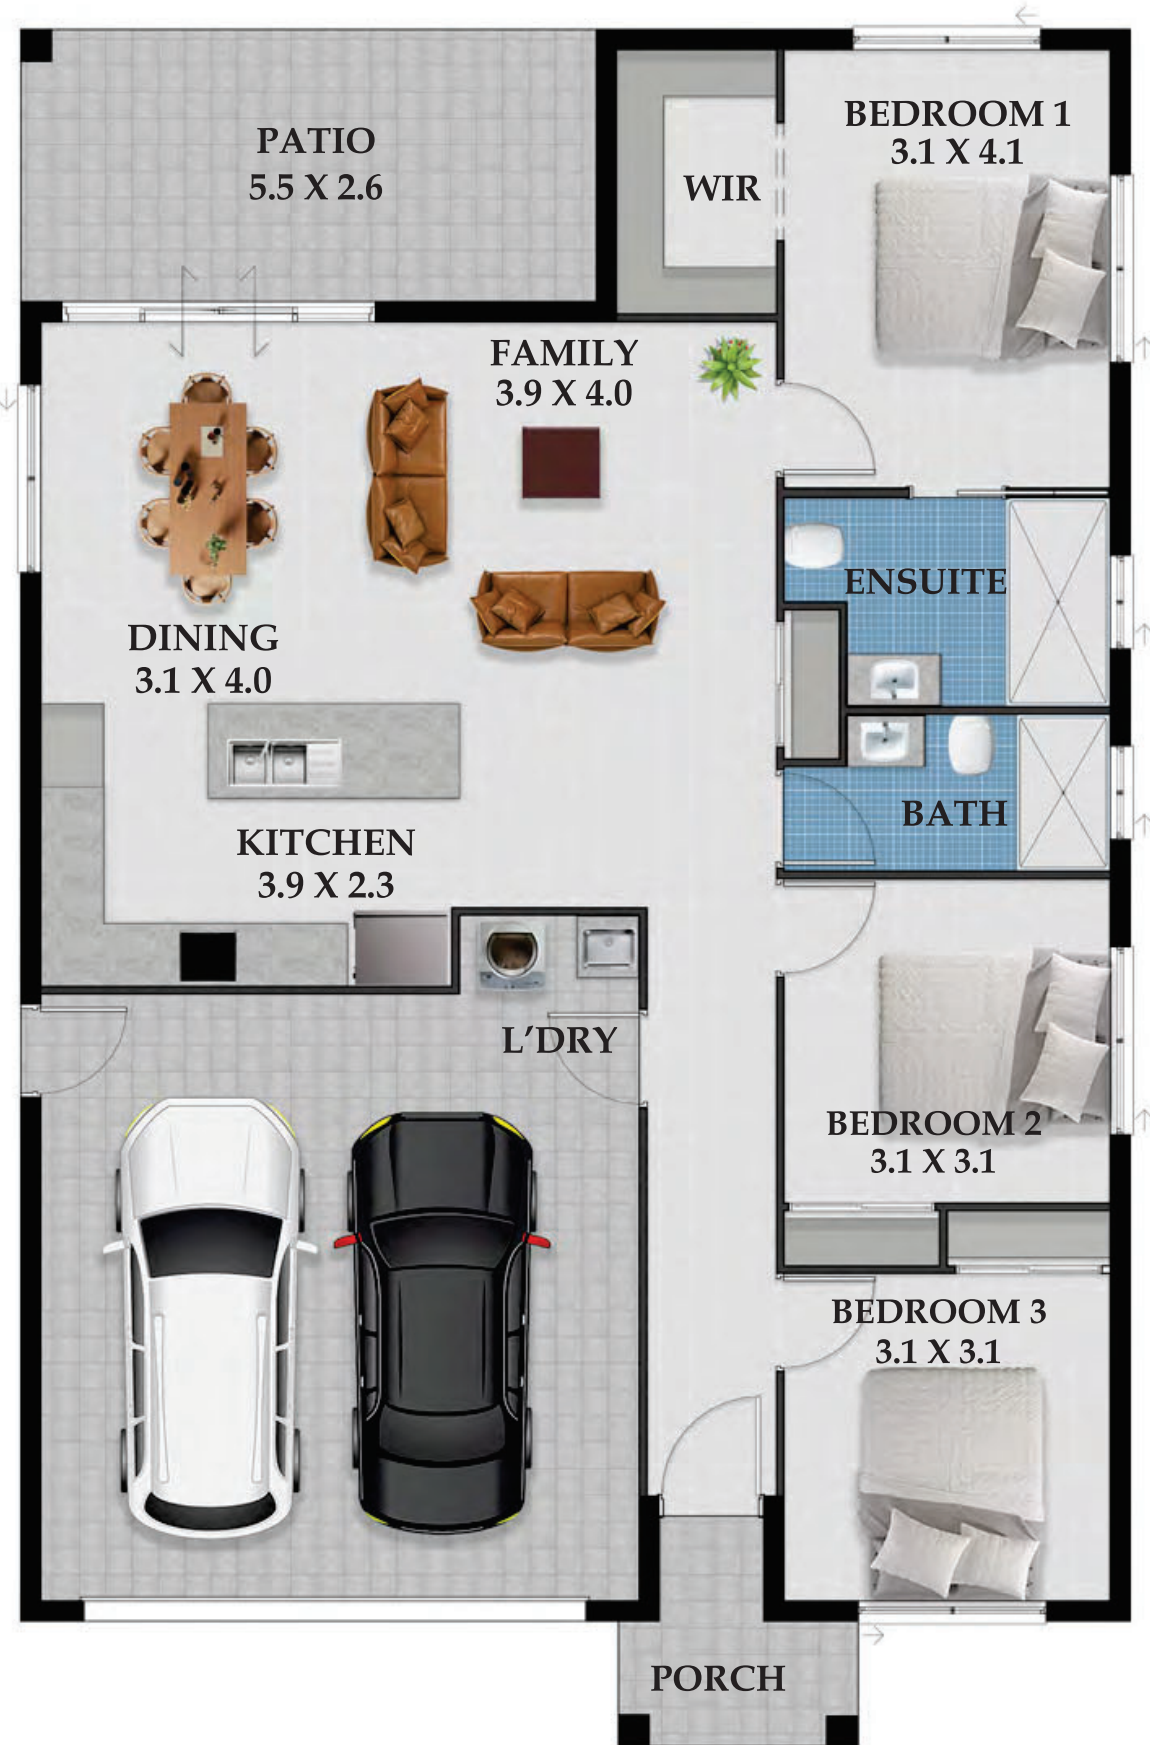 PATIO
5.5 X 2.6
BEDROOM 1
3.1 X 4.1
WIR
FAMILY
3.9 X 4.0
ENSUITE
DINING
3.1 X 4.0
BATH
KITCHEN
3.9 X 2.3
L'DRY
BEDROOM 2
3.1 X 3.1
BEDROOM 3
3.1 X 3.1
PORCH